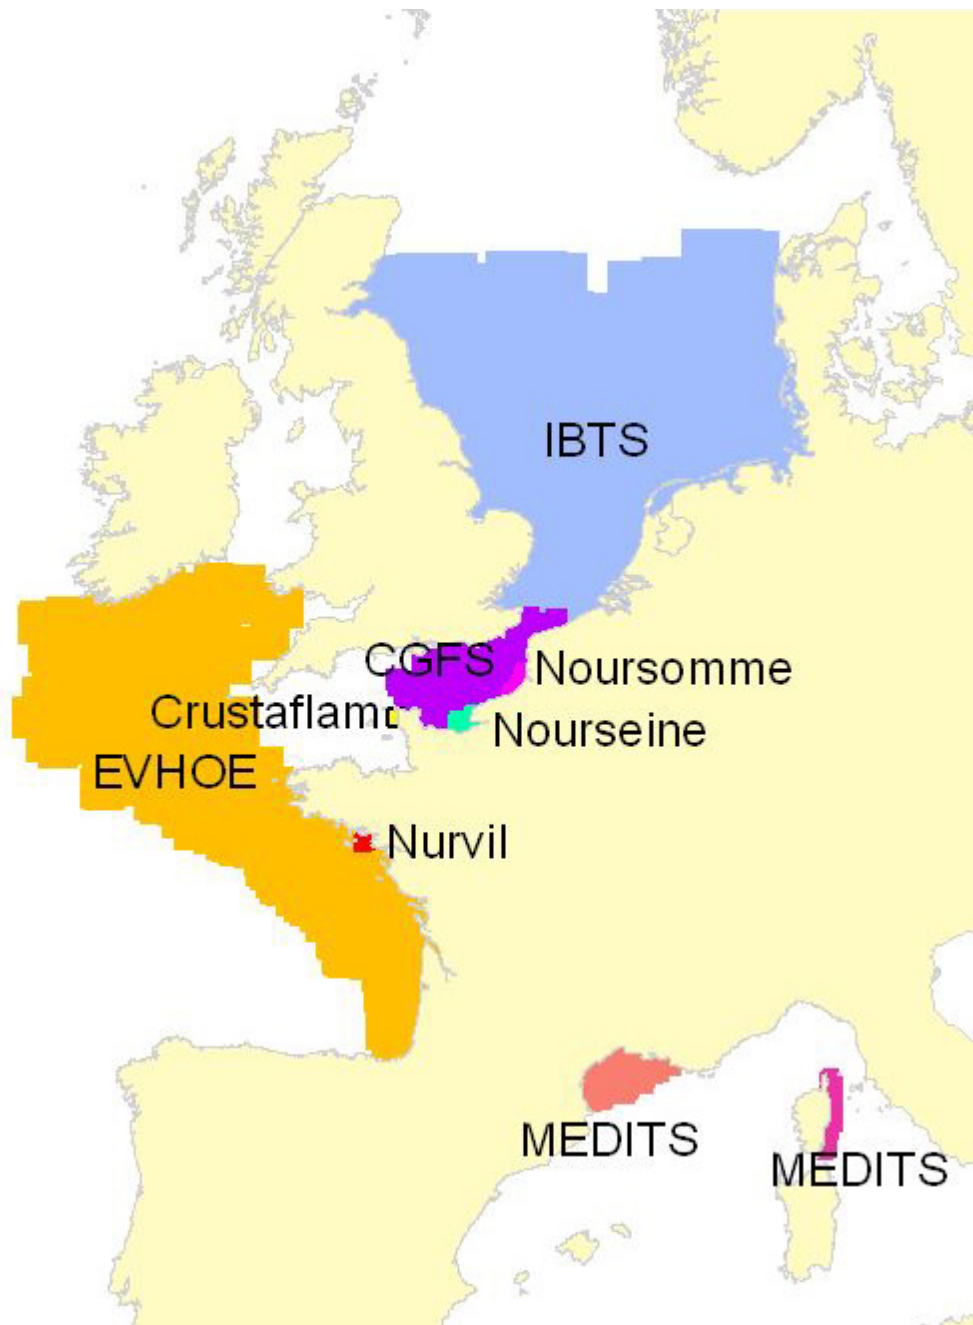 IBTS
CGFS
Noursomme
Crustaflam
Nourseine
EVHOE
Nurvil
MEDITS
MEDITS